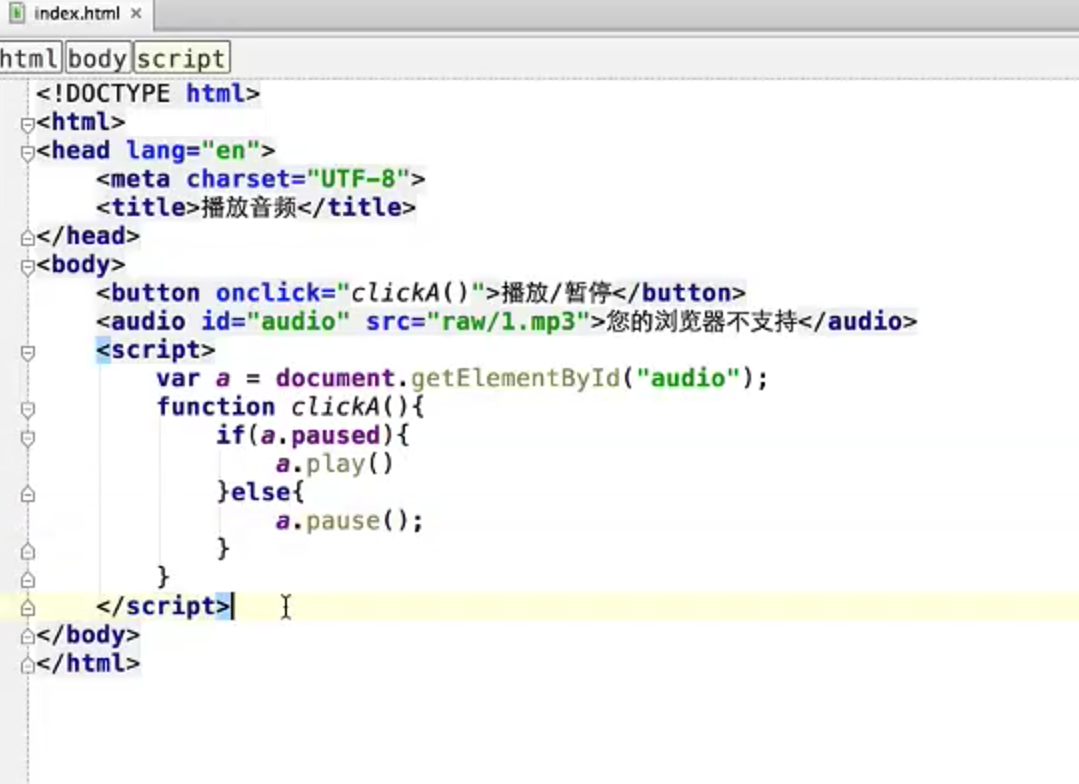 index.html ×
html body script
<!DOCTYPE html>
<html>
<head lang="en">
    <meta charset="UTF-8">
    <title>播放音频</title>
</head>
<body>
    <button onclick="clickA()">播放/暂停</button>
    <audio id="audio" src="raw/1.mp3">您的浏览器不支持</audio>
    <script>
        var a = document.getElementById("audio");
        function clickA(){
            if(a.paused){
                a.play()
            }else{
                a.pause();
            }
        }
    </script>
</body>
</html>